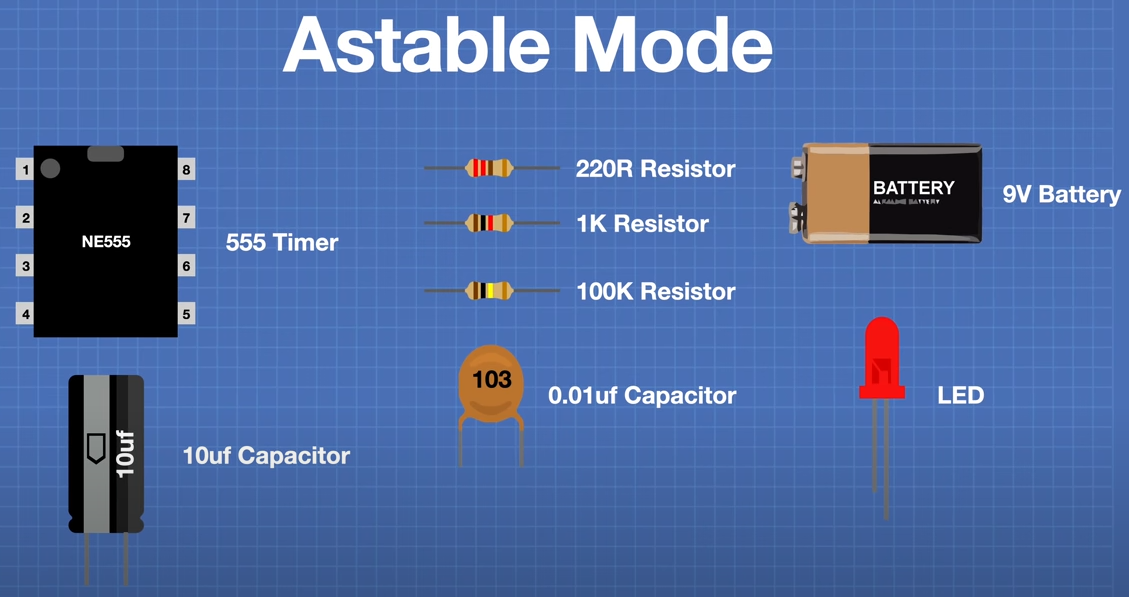 Astable Mode
1
8
2
7
3
6
4
5
NE555
555 Timer
220R Resistor
1K Resistor
100K Resistor
BATTERY
ALKALINE BATTERY
9V Battery
10uf
10uf Capacitor
103
0.01uf Capacitor
LED